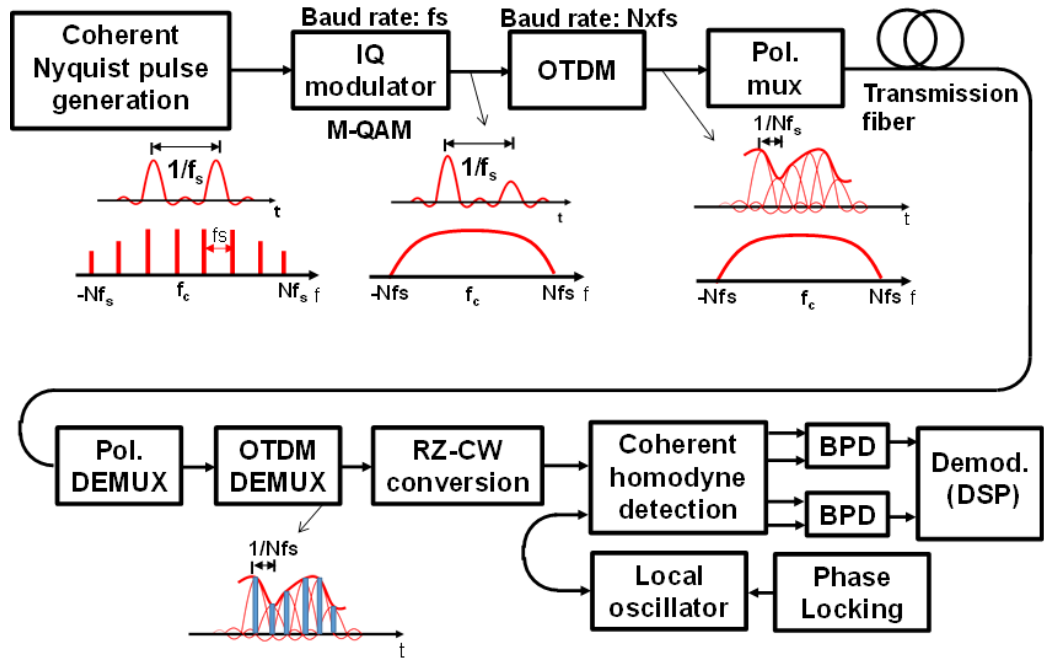 Baud rate: fs
Baud rate: Nxfs
Coherent
Nyquist pulse
generation
IQ
modulator
OTDM
Pol.
mux
M-QAM
Transmission
fiber
1/fs
t
fs
-Nfs
fc
Nfs f
1/fs
t
-Nfs
fc
Nfs f
1/Nfs
t
-Nfs
fc
Nfs f
Pol.
DEMUX
OTDM
DEMUX
RZ-CW
conversion
Coherent
homodyne
detection
BPD
BPD
Demod.
(DSP)
Local
oscillator
Phase
Locking
1/Nfs
t